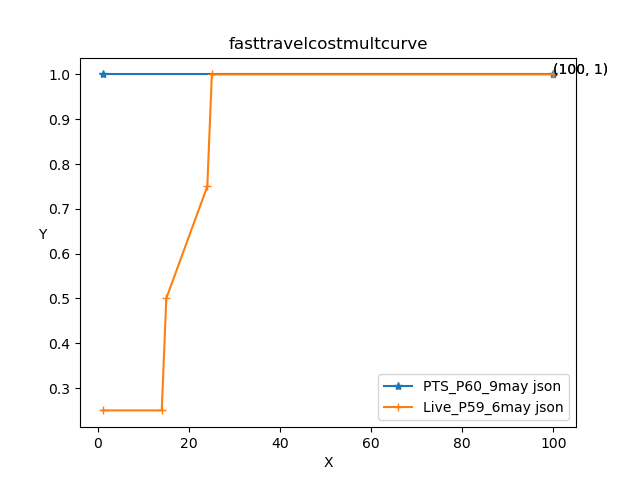 fasttravelcostmultcurve
(100, 1)
1.0
0.9
0.8
0.7
Y
0.6
0.5
0.4
0.3
PTS_P60_9may json
Live_P59_6may json
0 20 40 60 80 100
X